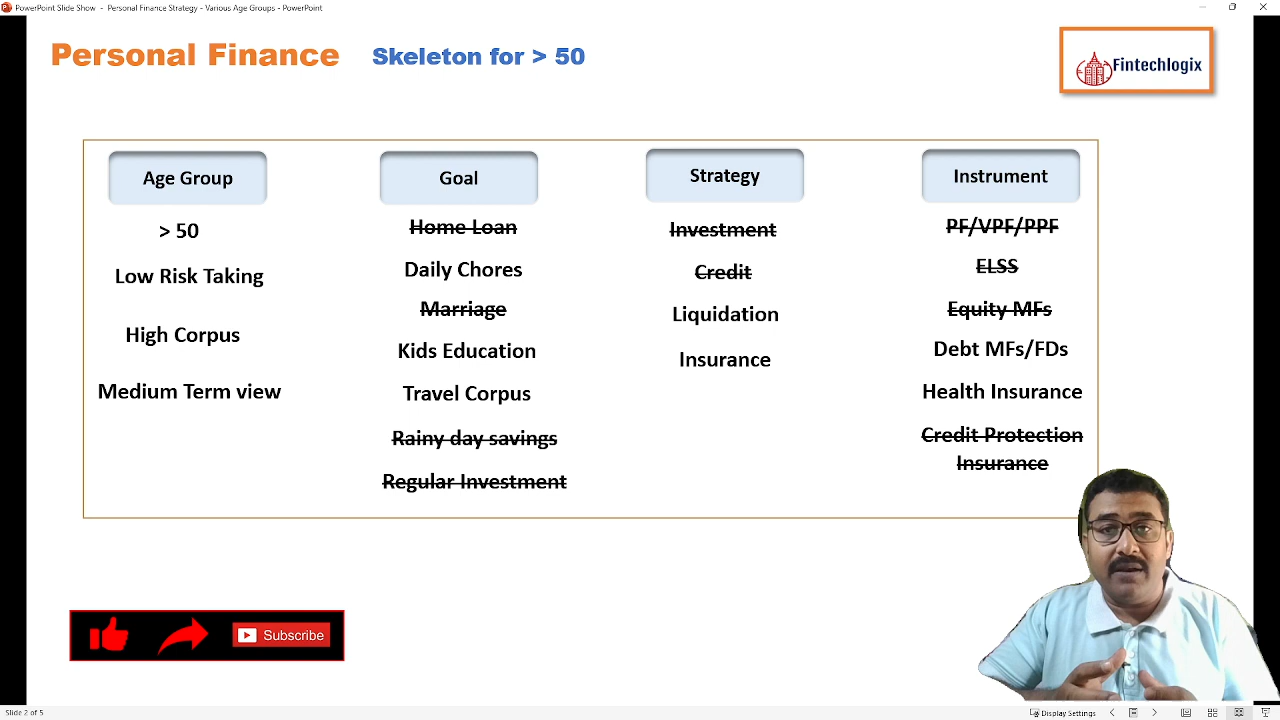 PowerPoint Slide Show - Personal Finance Strategy - Various Age Groups - PowerPoint
Personal Finance Skeleton for > 50
Fintechlogix
Age Group
> 50
Low Risk Taking
High Corpus
Medium Term view
Goal
Home Loan
Daily Chores
Marriage
Kids Education
Travel Corpus
Rainy day savings
Regular Investment
Strategy
Investment
Credit
Liquidation
Insurance
Instrument
PF/VPF/PPF
ELSS
Equity MFs
Debt MFs/FDs
Health Insurance
Credit Protection
Insurance
Subscribe
Slide 2 of 5
Display Settings